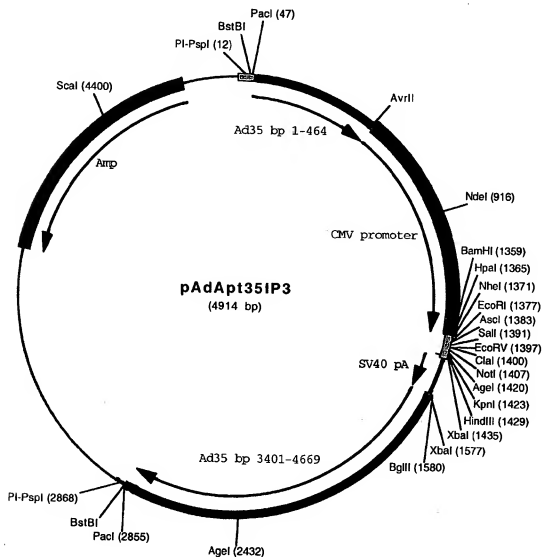 PacI (47)
BstBI
PI-PspI (12)
ScaI (4400)
AvrII
Ad35 bp 1-464
Amp
NdeI (916)
CMV promoter
BamHI (1359)
HpaI (1365)
NheI (1371)
EcoRI (1377)
AscI (1383)
SalI (1391)
EcoRV (1397)
ClaI (1400)
NotI (1407)
AgeI (1420)
KpnI (1423)
HindIII (1429)
XbaI (1435)
XbaI (1577)
BglII (1580)
pAdApt35IP3
(4914 bp)
SV40 pA
Ad35 bp 3401-4669
PI-PspI (2868)
BstBI
PacI (2855)
AgeI (2432)